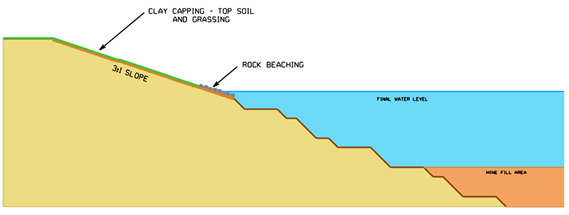 CLAY CAPPING - TOP SOIL
AND GRASSING
3:1 SLOPE
ROCK BEACHING
FINAL WATER LEVEL
MINE FILL AREA